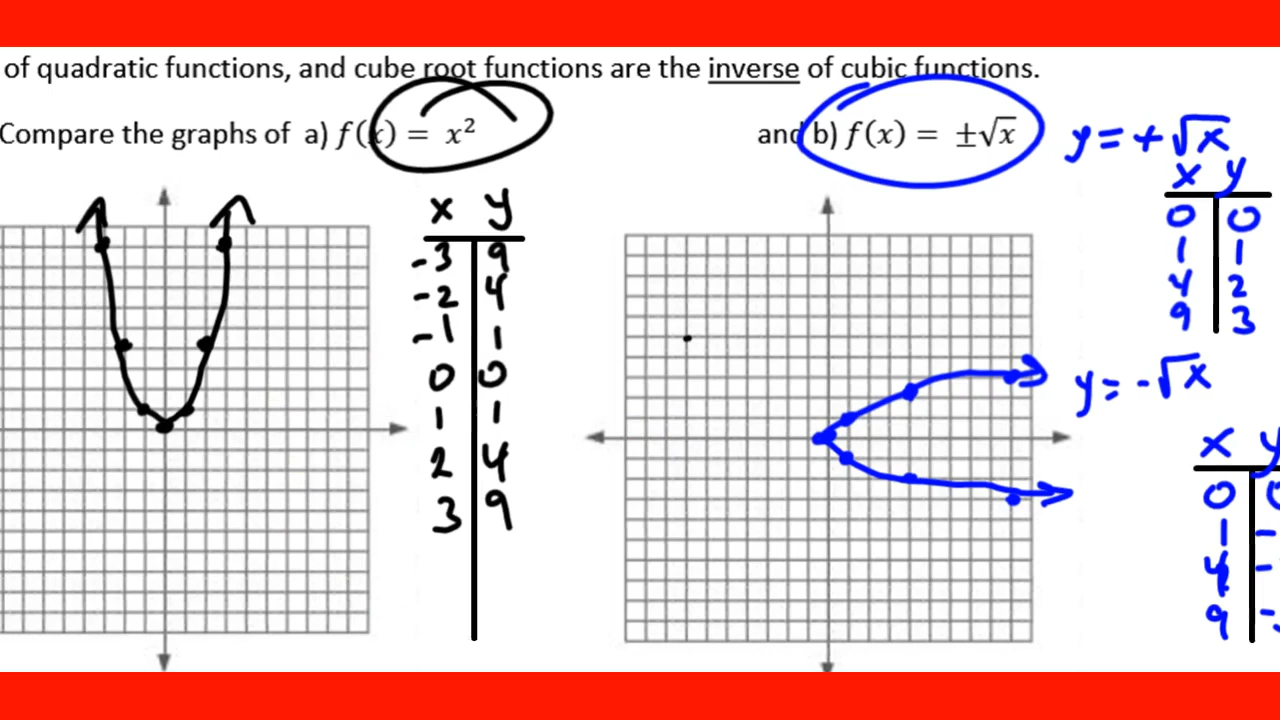 of quadratic functions, and cube root functions are the inverse of cubic functions.
Compare the graphs of a) f(x) = x²
and b) f(x) = ±√x
x y
-3 9
-2 4
-1 1
0 0
1 1
2 4
3 9
y = +√x
x y
0 0
1 1
4 2
9 3
y = -√x
x y
0 0
1 -
4 -
9 -